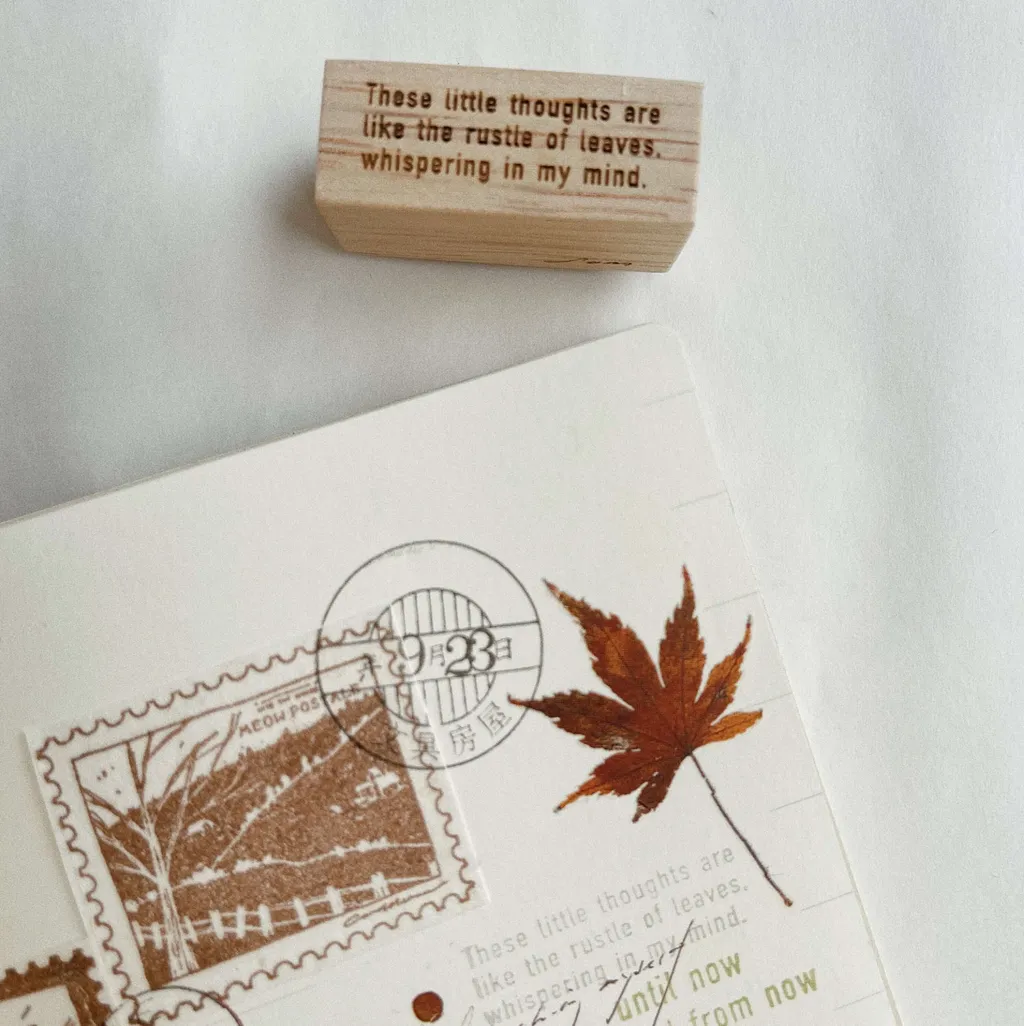 These little thoughts are
like the rustle of leaves.
whispering in my mind.
MEOW POSTALE
9月23日
房屋
These little thoughts are
like the rustle of leaves.
whispering in my mind.
myself
until now
from now